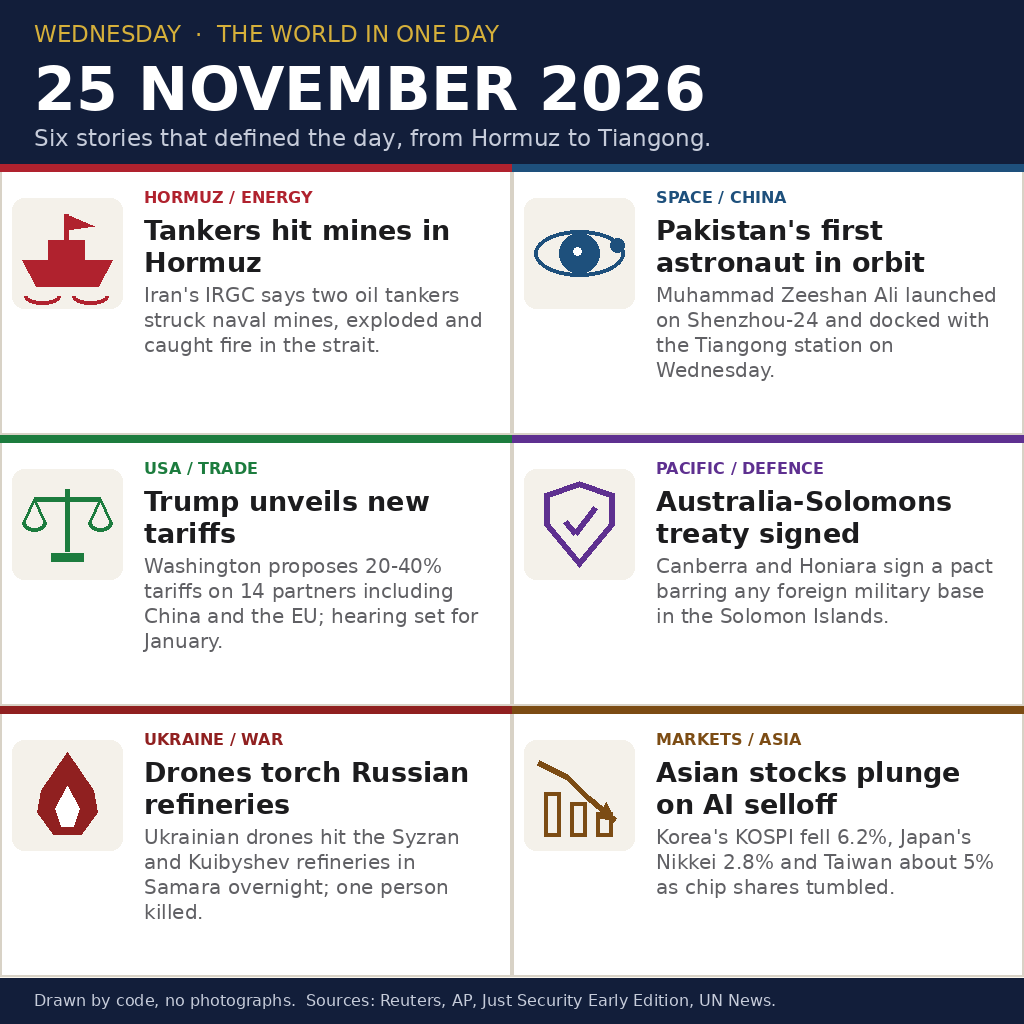 WEDNESDAY · THE WORLD IN ONE DAY
25 NOVEMBER 2026
Six stories that defined the day, from Hormuz to Tiangong.
HORMUZ / ENERGY
Tankers hit mines in
Hormuz
Iran's IRGC says two oil tankers
struck naval mines, exploded and
caught fire in the strait.
SPACE / CHINA
Pakistan's first
astronaut in orbit
Muhammad Zeeshan Ali launched
on Shenzhou-24 and docked with
the Tiangong station on
Wednesday.
USA / TRADE
Trump unveils new
tariffs
Washington proposes 20-40%
tariffs on 14 partners including
China and the EU; hearing set for
January.
PACIFIC / DEFENCE
Australia-Solomons
treaty signed
Canberra and Honiara sign a pact
barring any foreign military base
in the Solomon Islands.
UKRAINE / WAR
Drones torch Russian
refineries
Ukrainian drones hit the Syzran
and Kuibyshev refineries in
Samara overnight; one person
killed.
MARKETS / ASIA
Asian stocks plunge
on AI selloff
Korea's KOSPI fell 6.2%, Japan's
Nikkei 2.8% and Taiwan about 5%
as chip shares tumbled.
Drawn by code, no photographs. Sources: Reuters, AP, Just Security Early Edition, UN News.